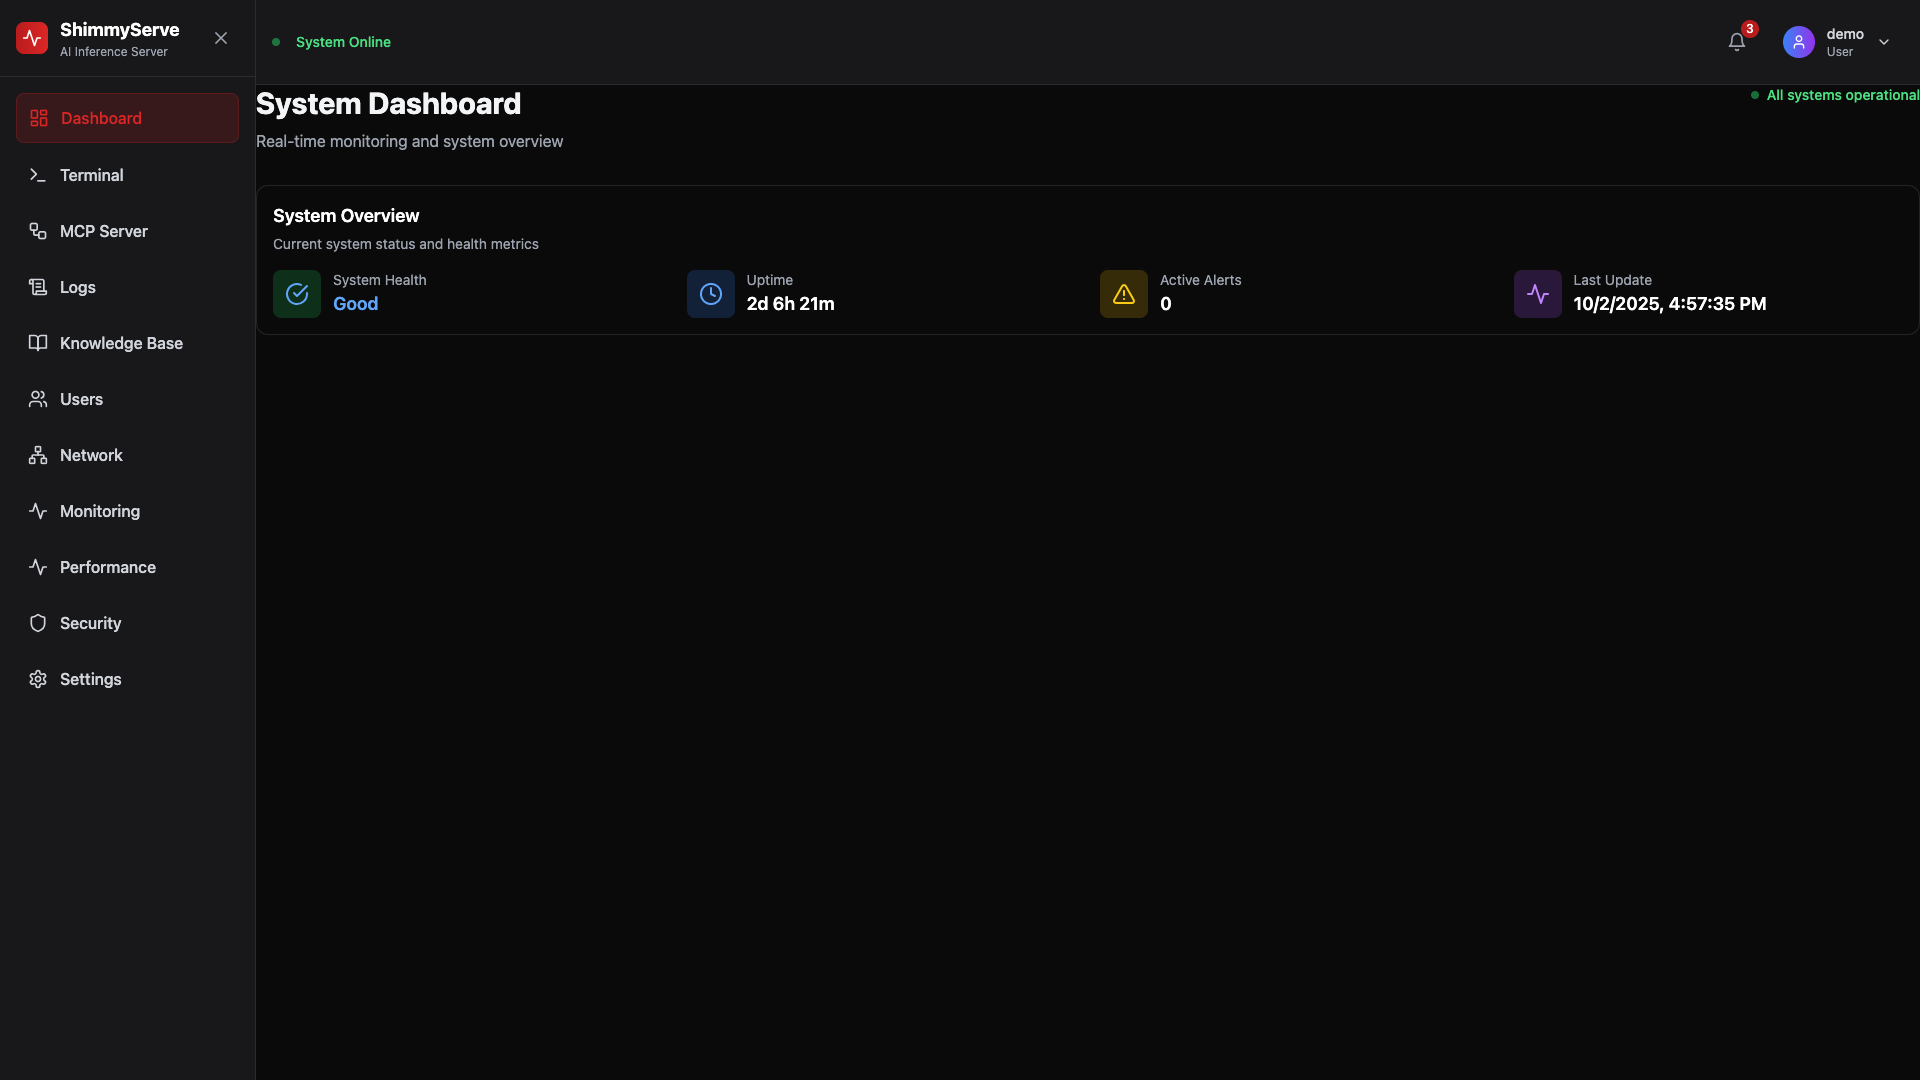 ShimmyServe
AI Inference Server
System Online
3
demo
User
Dashboard
Terminal
MCP Server
Logs
Knowledge Base
Users
Network
Monitoring
Performance
Security
Settings
System Dashboard
All systems operational
Real-time monitoring and system overview
System Overview
Current system status and health metrics
System Health
Good
Uptime
2d 6h 21m
Active Alerts
0
Last Update
10/2/2025, 4:57:35 PM